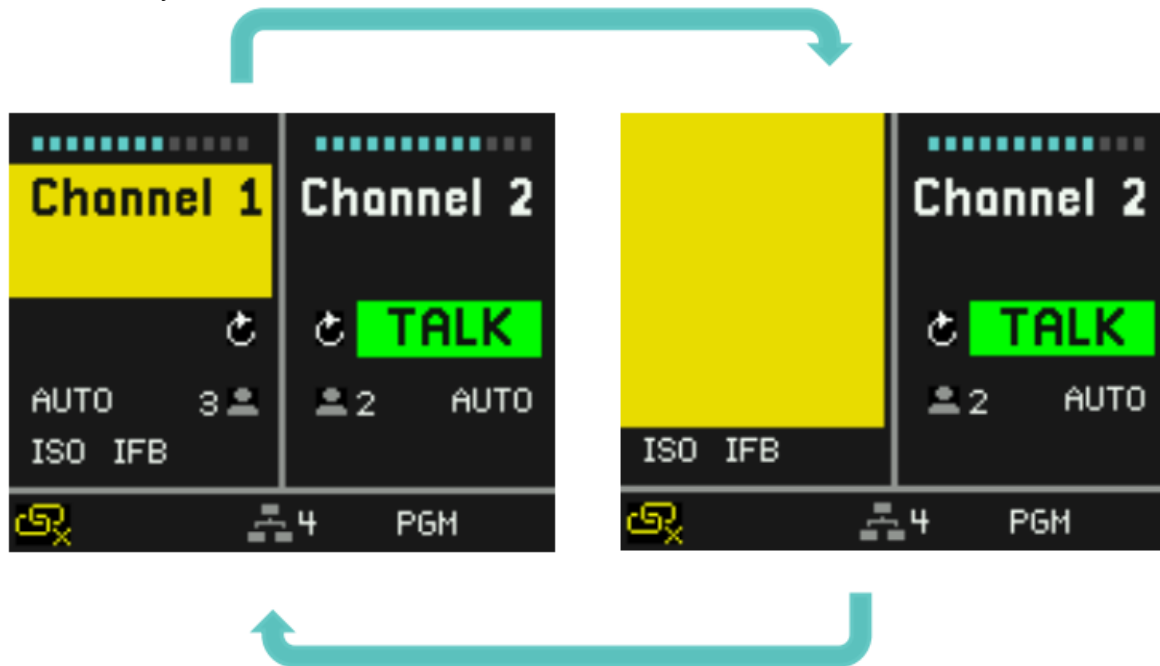 Channel 1
AUTO 3
ISO IFB
Channel 2
TALK
2 AUTO
4 PGM
Channel 2
TALK
2 AUTO
ISO IFB
4 PGM